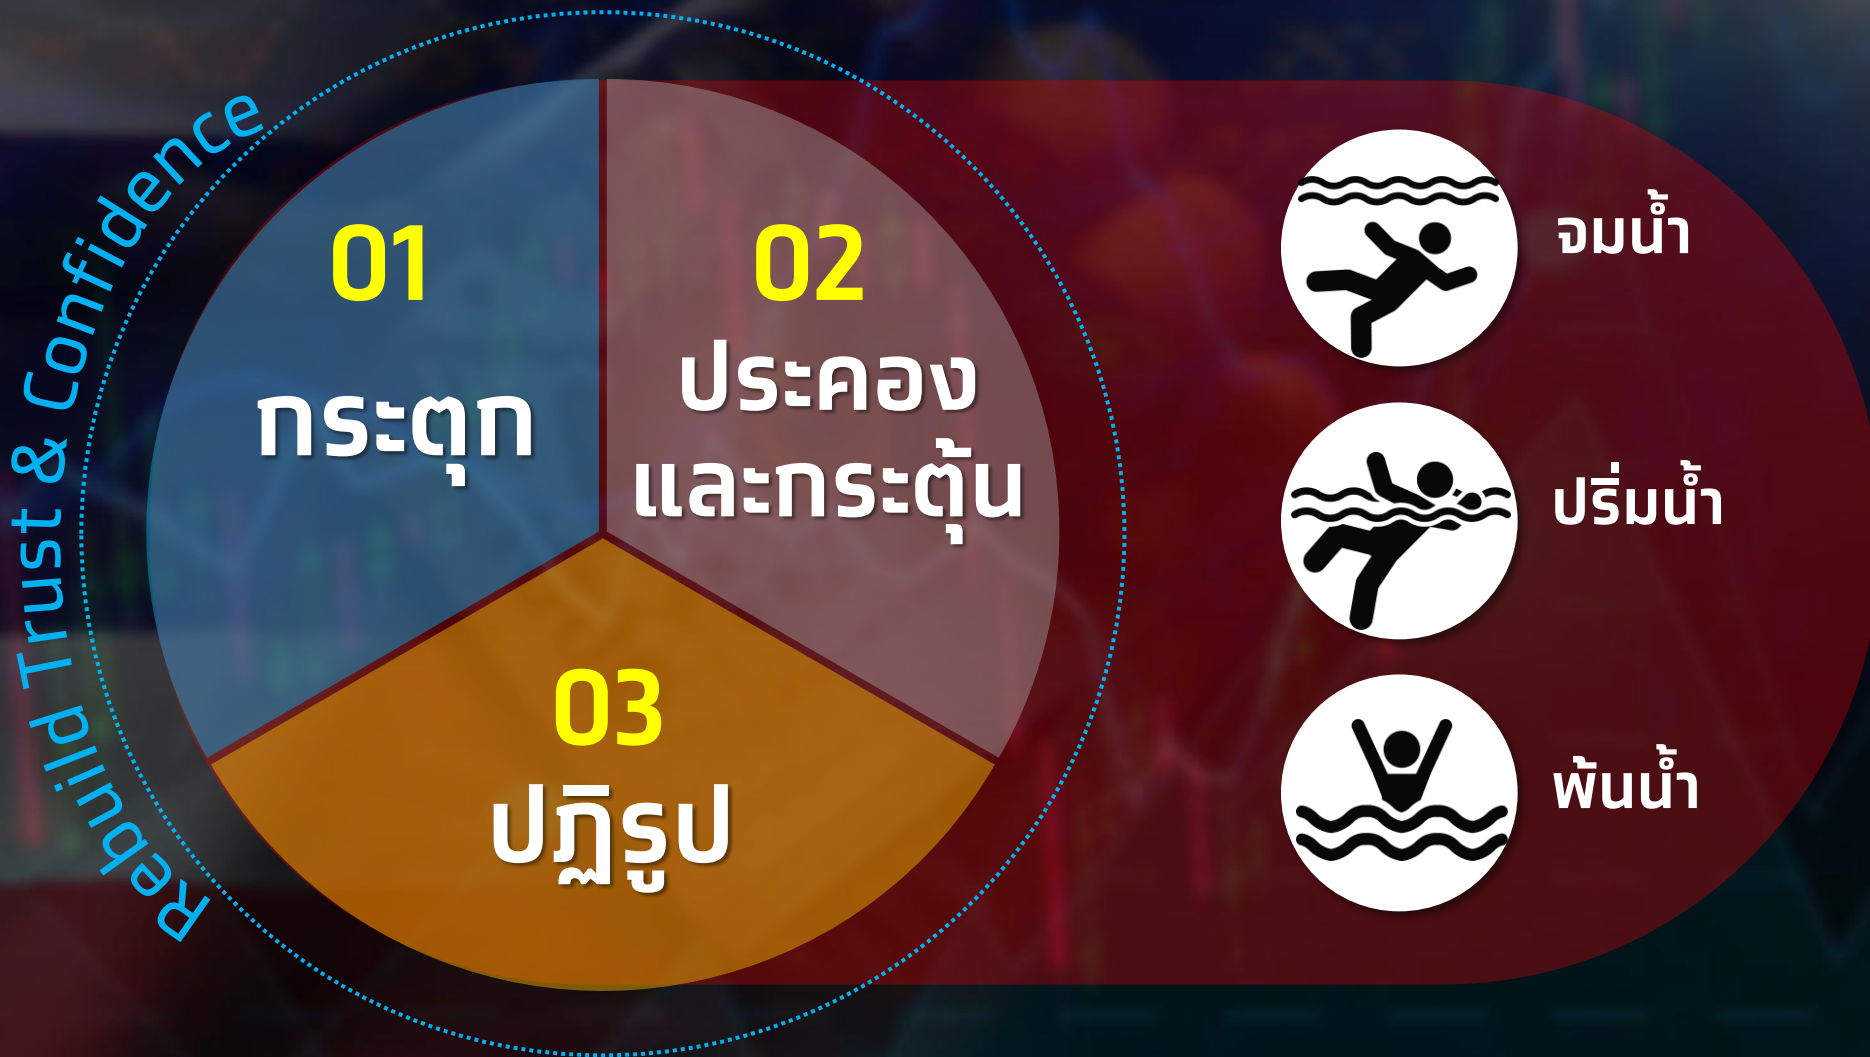 Rebuild Trust & Confidence
01
กระตุก
02
ประคอง
และกระตุ้น
03
ปฏิรูป
จมน้ำ
ปริ่มน้ำ
พ้นน้ำ